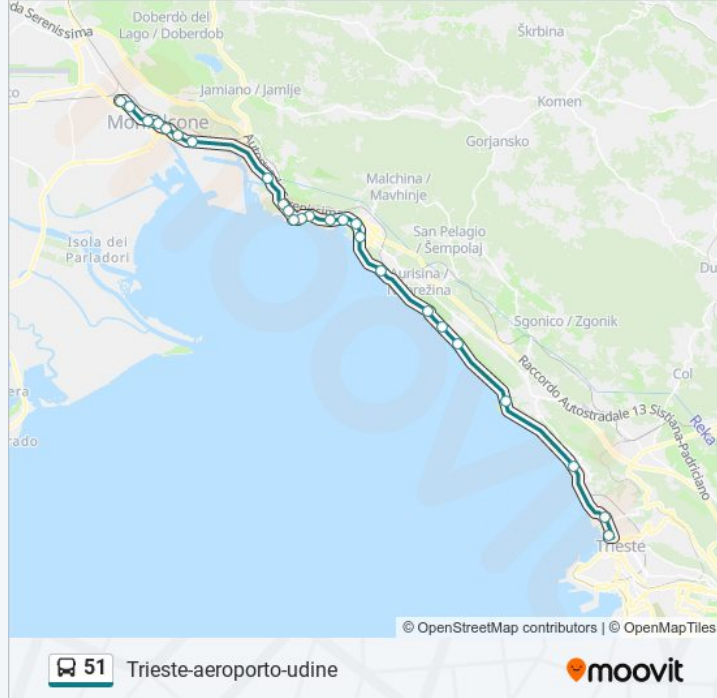 Doberdò del
Lago / Doberdob
da Serenissima
Škrbina
Jamiano / Jamlje
Komen
Gorjansko
Malchina /
Mavhinje
San Pelagio
/ Šempolaj
Isola dei
Parladori
Aurisina /
Sgonico / Zgonik
Col
Raccordo Autostradale 13 Sistiana-Padriciano
Reka
Trieste
© OpenStreetMap contributors | © OpenMapTiles
51 Trieste-aeroporto-udine
moovit